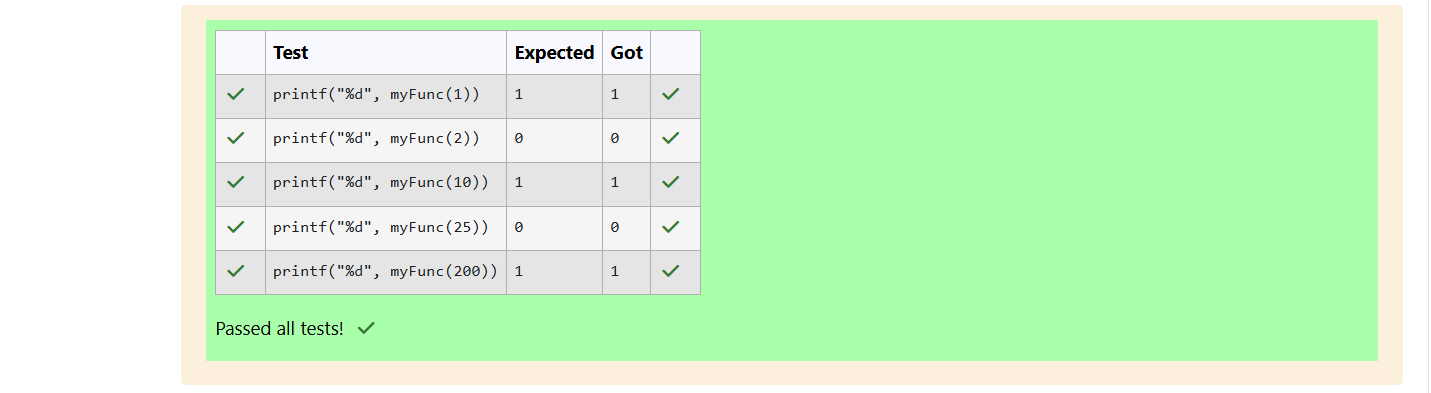 Test Expected Got
printf("%d", myFunc(1)) 1 1
printf("%d", myFunc(2)) 0 0
printf("%d", myFunc(10)) 1 1
printf("%d", myFunc(25)) 0 0
printf("%d", myFunc(200)) 1 1
Passed all tests!